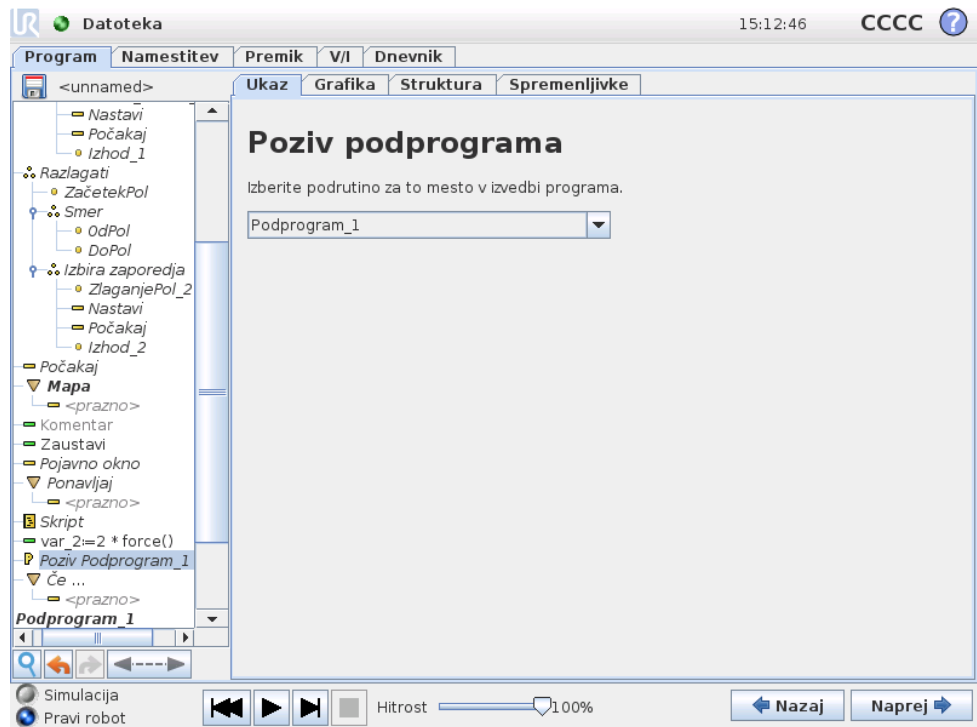 UR Datoteka 15:12:46 CCCC ?
Program Namestitev Premik V/I Dnevnik
<unnamed>
Ukaz Grafika Struktura Spremenljivke
Nastavi
Počakaj
Izhod_1
Razlagati
ZačetekPol
Smer
OdPol
DoPol
Izbira zaporedja
ZlaganjePol_2
Nastavi
Počakaj
Izhod_2
Počakaj
Mapa
<prazno>
Komentar
Zaustavi
Pojavno okno
Ponavljaj
<prazno>
Skript
var_2:=2 * force()
Poziv Podprogram_1
Če ...
<prazno>
Podprogram_1
Poziv podprograma
Izberite podrutino za to mesto v izvedbi programa.
Podprogram_1
Simulacija
Pravi robot
Hitrost 100%
Nazaj Naprej